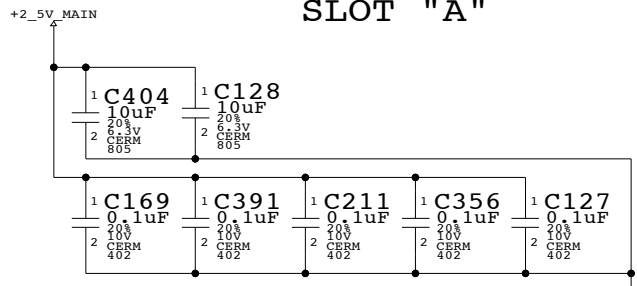 SLOT "A"
+2_5V_MAIN
1 C404
10uF
20%
6.3V
2 CERM
805
1 C128
10uF
20%
6.3V
2 CERM
805
1 C169
0.1uF
20%
10V
2 CERM
402
1 C391
0.1uF
20%
10V
2 CERM
402
1 C211
0.1uF
20%
10V
2 CERM
402
1 C356
0.1uF
20%
10V
2 CERM
402
1 C127
0.1uF
20%
10V
2 CERM
402